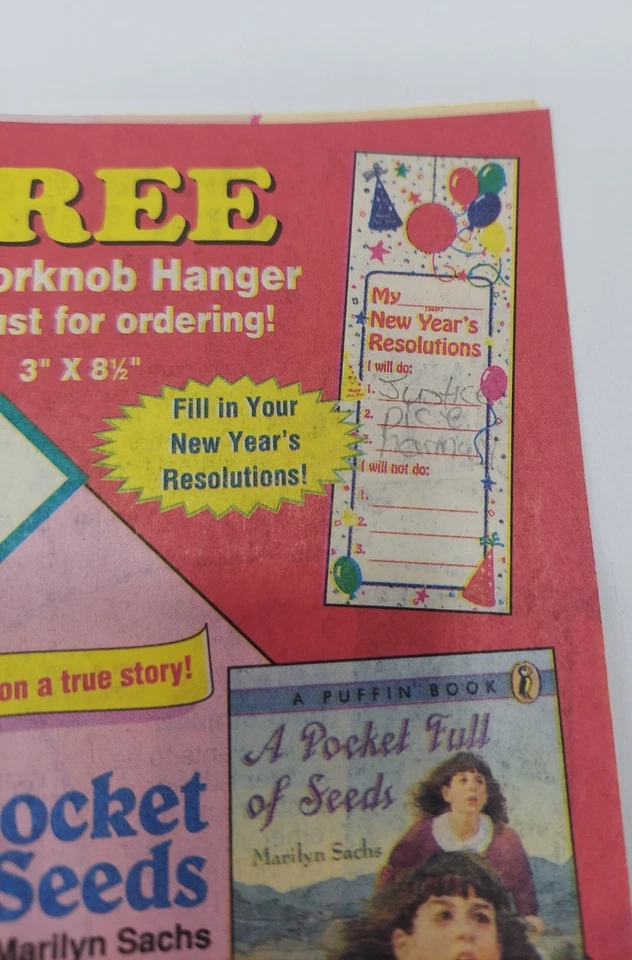 REE
orknob Hanger
ust for ordering!
3" X 8½"
Fill in Your
New Year's
Resolutions!
My
New Year's
Resolutions
I will do:
1. Justice
2.
3.
I will not do:
1.
2.
3.
on a true story!
ocket
Seeds
Marilyn Sachs
A PUFFIN BOOK
A Pocket Full
of Seeds
Marilyn Sachs